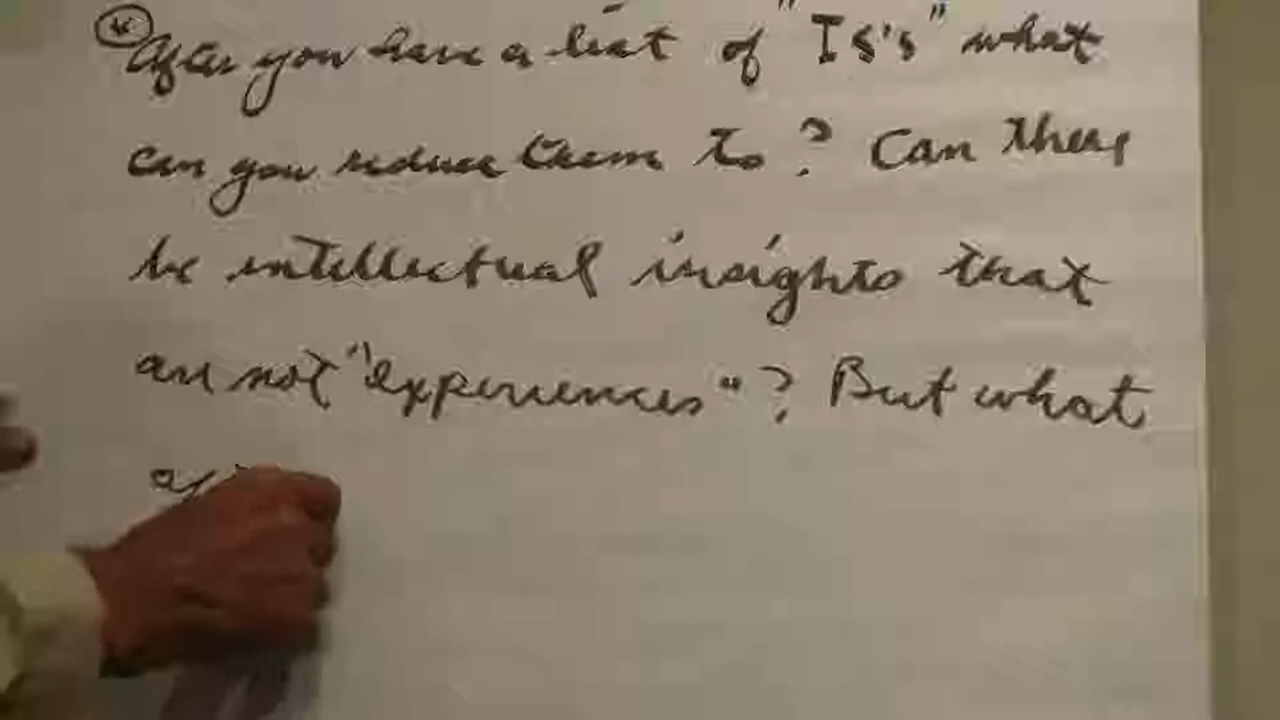 After you have a list of "Is's" what
can you reduce them to? Can there
be intellectual insights that
are not "experiences"? But what